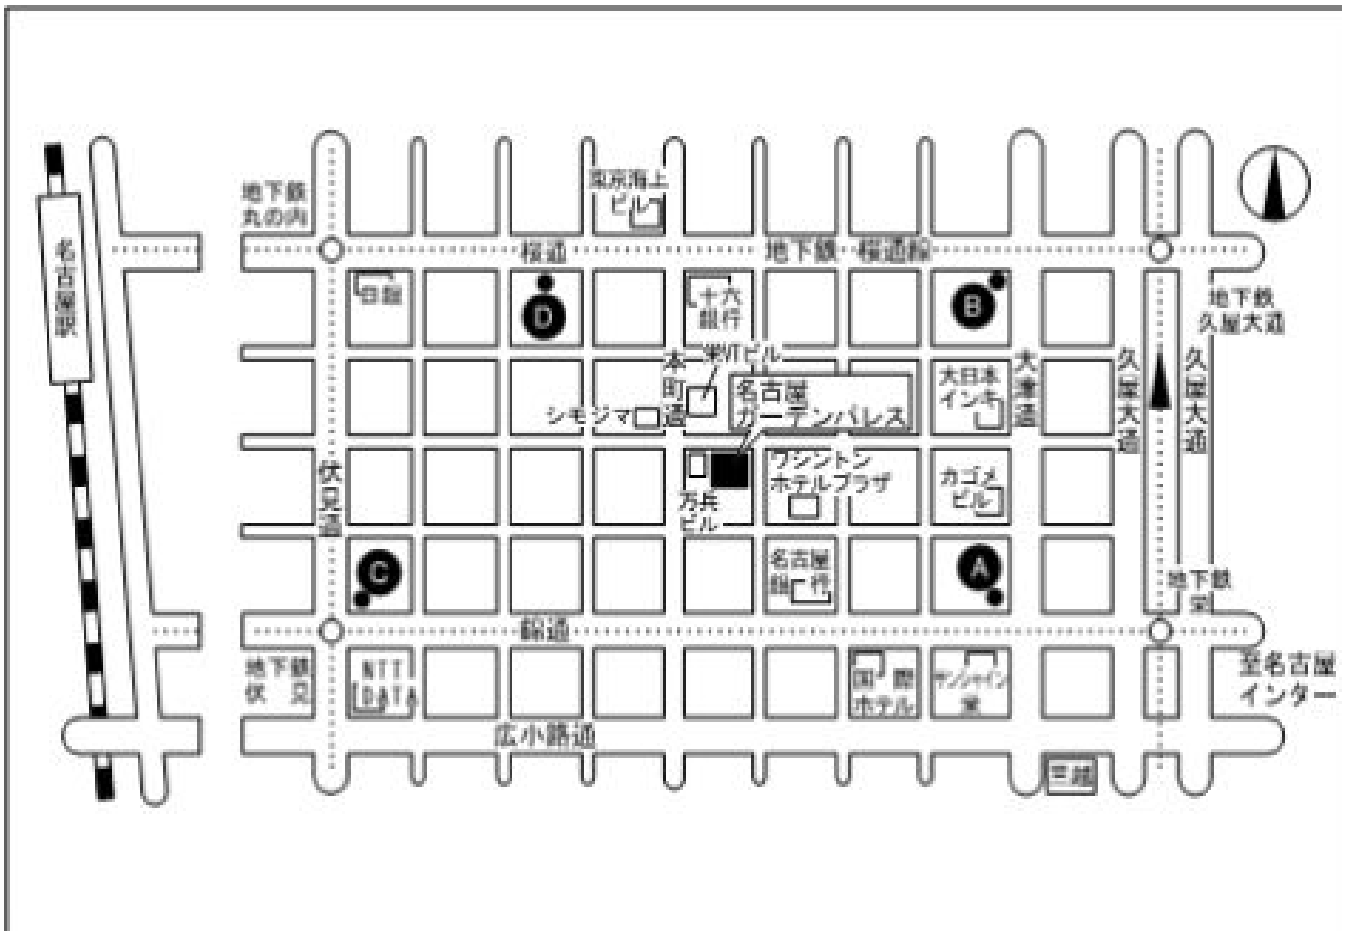 地下鉄
丸の内
東京海上
ビル
名古屋駅
桜通
地下鉄 桜通線
日銀
D
十六
銀行
B
地下鉄
久屋大通
栄VTビル
本町通
名古屋
ガーデンパレス
シモジマ
大日本
インキ
大津通
久屋大通
久屋大通
伏見通
万兵
ビル
ワシントン
ホテルプラザ
カゴメ
ビル
C
名古屋
銀行
A
地下鉄
栄
錦通
地下鉄
伏見
NTT
DATA
国際
ホテル
サンシャイン
栄
至名古屋
インター
広小路通
三越